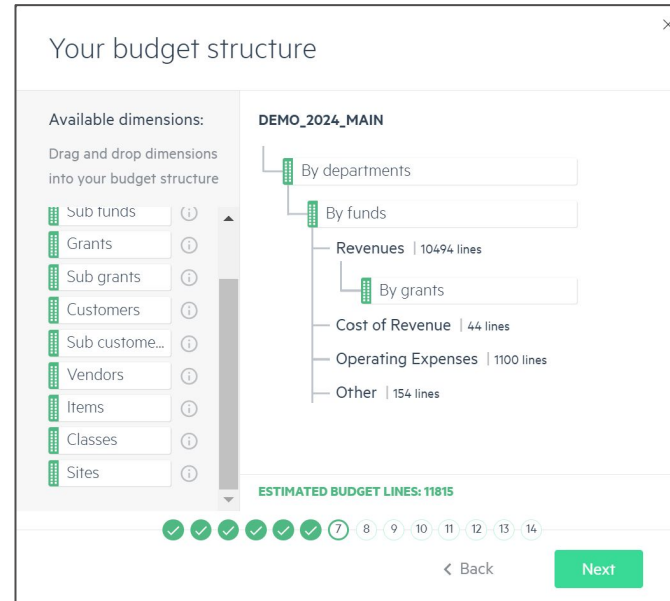 Your budget structure
Available dimensions:
Drag and drop dimensions
into your budget structure
Sub funds
Grants
Sub grants
Customers
Sub custome...
Vendors
Items
Classes
Sites
DEMO_2024_MAIN
By departments
By funds
Revenues | 10494 lines
By grants
Cost of Revenue | 44 lines
Operating Expenses | 1100 lines
Other | 154 lines
ESTIMATED BUDGET LINES: 11815
7 8 9 10 11 12 13 14
< Back
Next